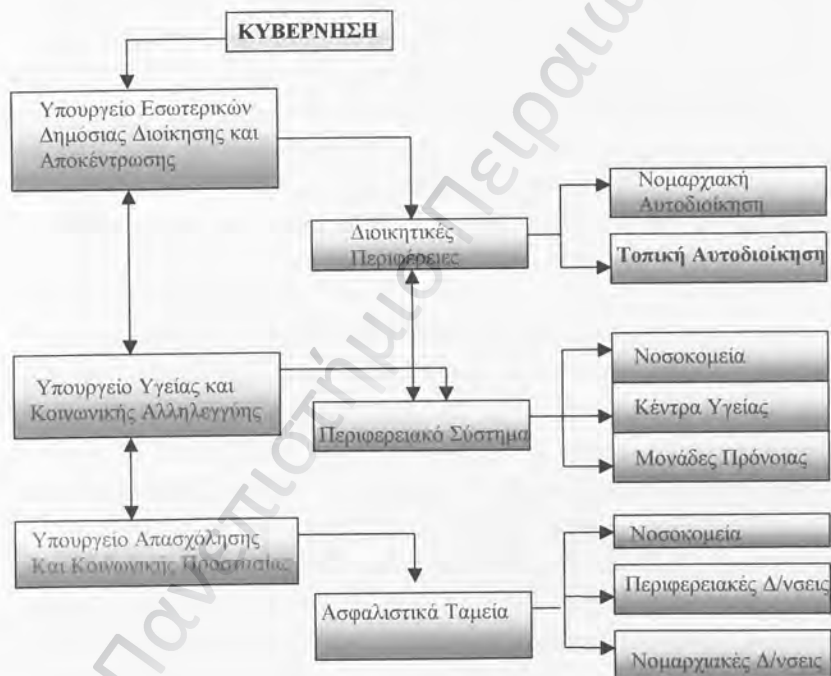 ΚΥΒΕΡΝΗΣΗ
Υπουργείο Εσωτερικών
Δημόσιας Διοίκησης και
Αποκέντρωσης
Διοικητικές
Περιφέρειες
Νομαρχιακή
Αυτοδιοίκηση
Τοπική Αυτοδιοίκηση
Υπουργείο Υγείας και
Κοινωνικής Αλληλεγγύης
Περιφερειακό Σύστημα
Νοσοκομεία
Κέντρα Υγείας
Μονάδες Πρόνοιας
Υπουργείο Απασχόλησης
Και Κοινωνικής Προστασίας
Ασφαλιστικά Ταμεία
Νοσοκομεία
Περιφερειακές Δ/νσεις
Νομαρχιακές Δ/νσεις
Πανεπιστήμιο